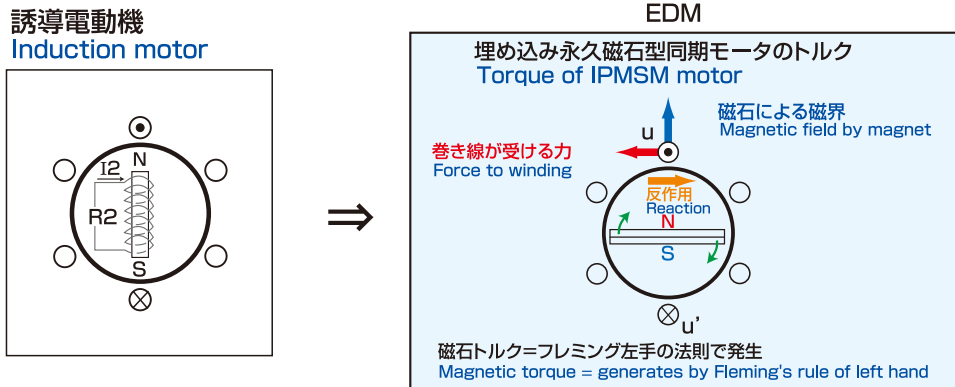 誘導電動機
Induction motor
I2
N
R2
S
⇒
EDM
埋め込み永久磁石型同期モータのトルク
Torque of IPMSM motor
磁石による磁界
Magnetic field by magnet
u
巻き線が受ける力
Force to winding
反作用
Reaction
N
S
u'
磁石トルク=フレミング左手の法則で発生
Magnetic torque = generates by Fleming's rule of left hand